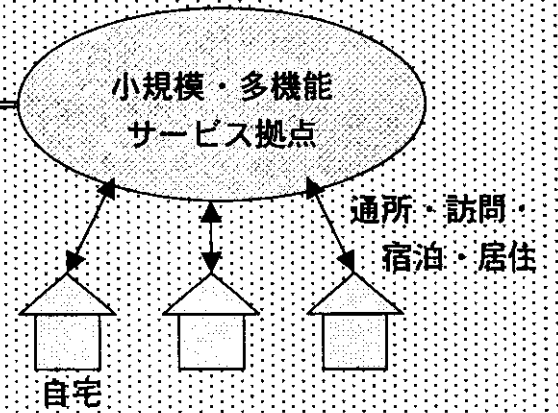 小規模・多機能
サービス拠点
通所・訪問・
宿泊・居住
自宅